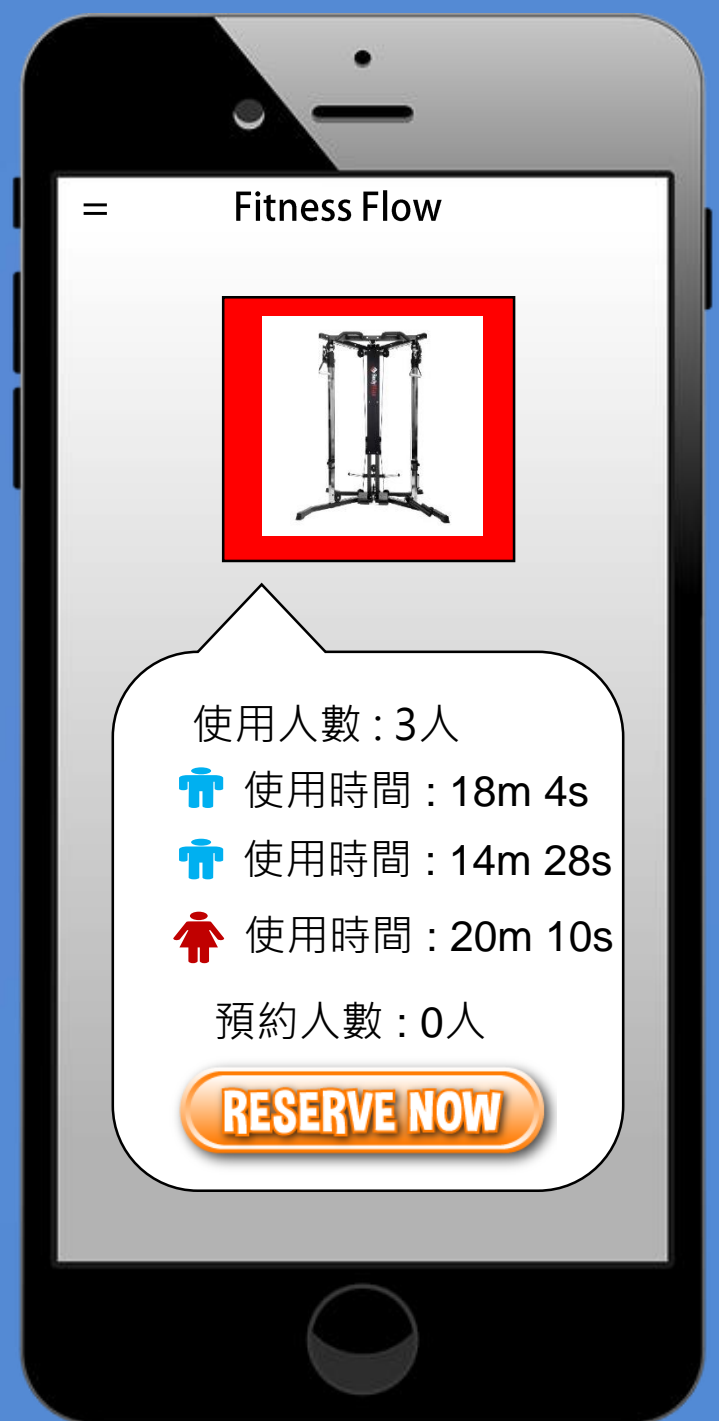 = Fitness Flow
使用人數 : 3人
使用時間 : 18m 4s
使用時間 : 14m 28s
使用時間 : 20m 10s
預約人數 : 0人
RESERVE NOW